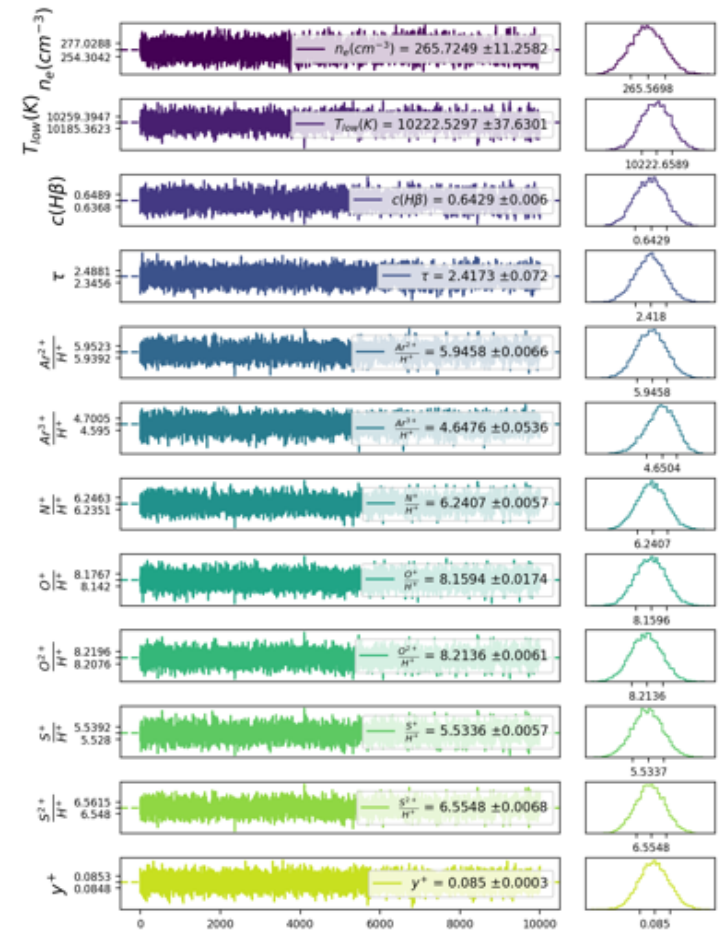 n_e(cm^{-3})
277.0288
254.3042
n_e(cm^{-3}) = 265.7249 ±11.2582
265.5698
T_{low}(K)
10259.3947
10185.3623
T_{low}(K) = 10222.5297 ±37.6301
10222.6589
c(Hβ)
0.6489
0.6368
c(Hβ) = 0.6429 ±0.006
0.6429
τ
2.4881
2.3456
τ = 2.4173 ±0.072
2.418
Ar^{2+}/H^+
5.9523
5.9392
Ar^{2+}/H^+ = 5.9458 ±0.0066
5.9458
Ar^{3+}/H^+
4.7005
4.595
Ar^{3+}/H^+ = 4.6476 ±0.0536
4.6504
N^+/H^+
6.2463
6.2351
N^+/H^+ = 6.2407 ±0.0057
6.2407
O^+/H^+
8.1767
8.142
O^+/H^+ = 8.1594 ±0.0174
8.1596
O^{2+}/H^+
8.2196
8.2076
O^{2+}/H^+ = 8.2136 ±0.0061
8.2136
S^+/H^+
5.5392
5.528
S^+/H^+ = 5.5336 ±0.0057
5.5337
S^{2+}/H^+
6.5615
6.548
S^{2+}/H^+ = 6.5548 ±0.0068
6.5548
y^+
0.0853
0.0848
y^+ = 0.085 ±0.0003
0.085
0 2000 4000 6000 8000 10000